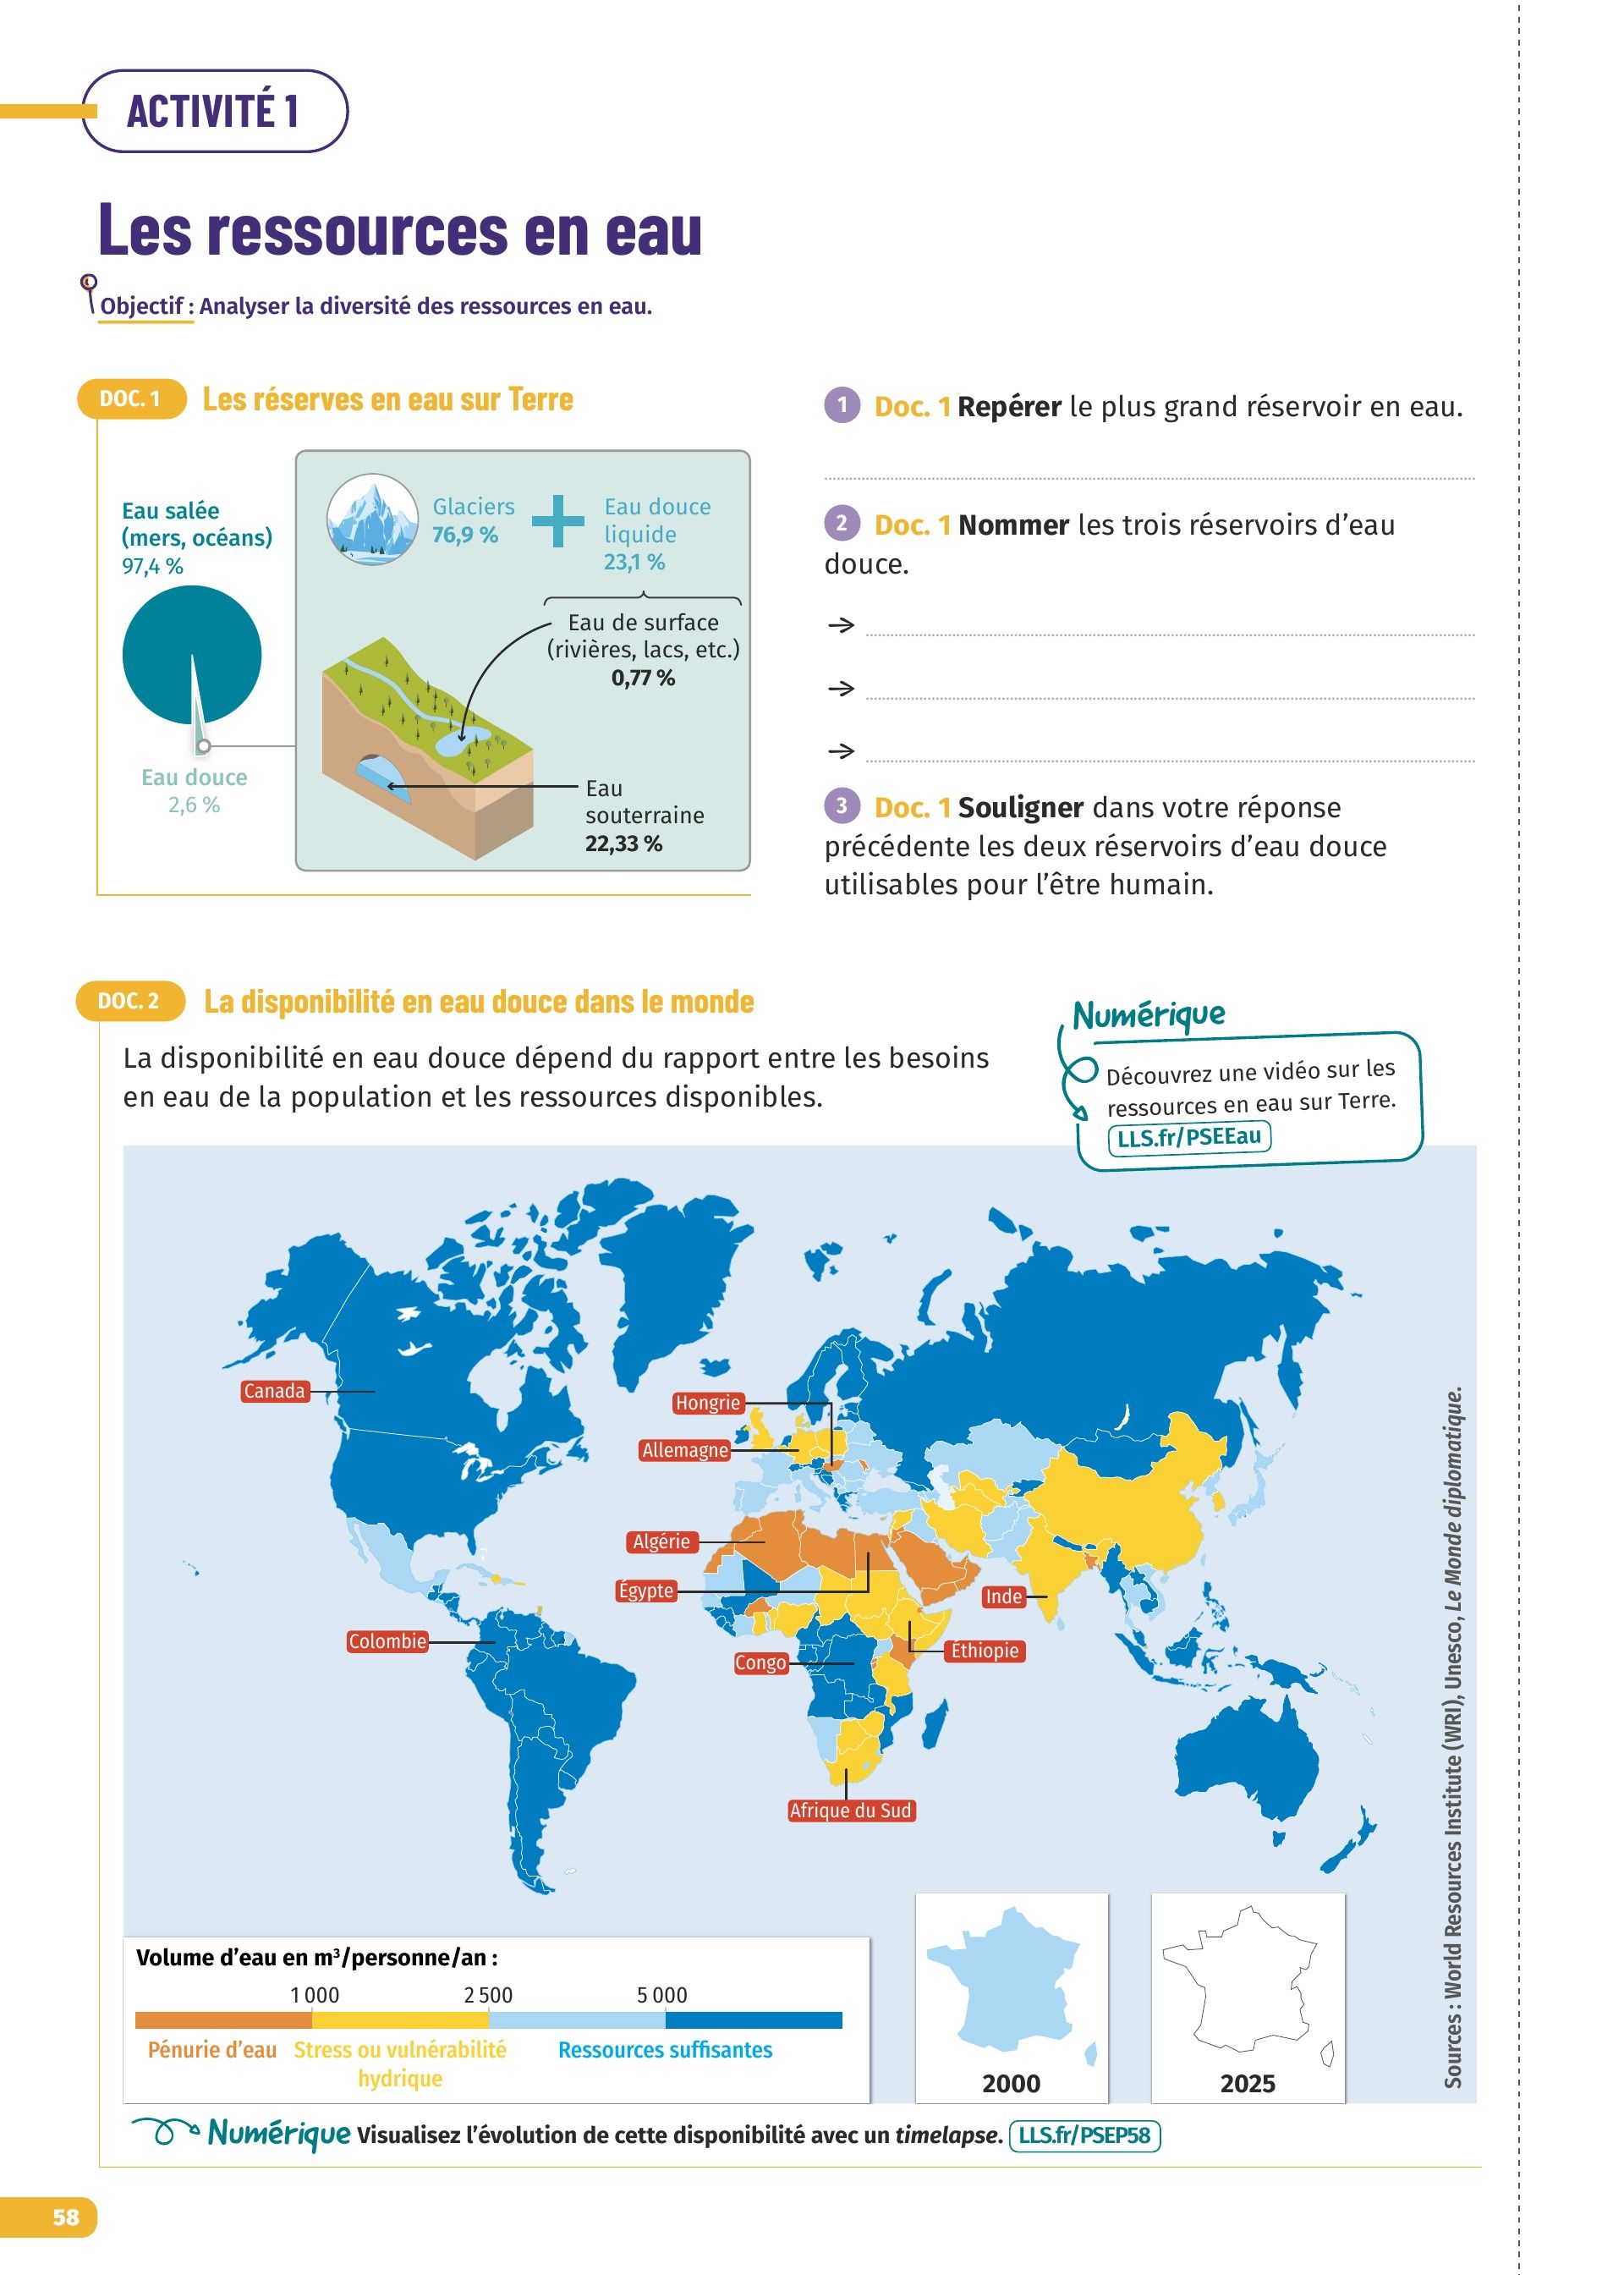 ACTIVITÉ 1
Les ressources en eau
Objectif : Analyser la diversité des ressources en eau.
DOC. 1 Les réserves en eau sur Terre
Eau salée
(mers, océans)
97,4 %
Eau douce
2,6 %
Glaciers
76,9 %
Eau douce
liquide
23,1 %
Eau de surface
(rivières, lacs, etc.)
0,77 %
Eau
souterraine
22,33 %
1 Doc. 1 Repérer le plus grand réservoir en eau.
2 Doc. 1 Nommer les trois réservoirs d’eau
douce.
→
→
→
3 Doc. 1 Souligner dans votre réponse
précédente les deux réservoirs d’eau douce
utilisables pour l’être humain.
DOC. 2 La disponibilité en eau douce dans le monde
La disponibilité en eau douce dépend du rapport entre les besoins
en eau de la population et les ressources disponibles.
Numérique
Découvrez une vidéo sur les
ressources en eau sur Terre.
LLS.fr/PSEEau
Canada
Hongrie
Allemagne
Algérie
Égypte
Inde
Colombie
Congo
Éthiopie
Afrique du Sud
Volume d’eau en m³/personne/an :
1 000 2 500 5 000
Pénurie d’eau Stress ou vulnérabilité Ressources suffisantes
hydrique
2000
2025
Sources : World Resources Institute (WRI), Unesco, Le Monde diplomatique.
Numérique Visualisez l’évolution de cette disponibilité avec un timelapse. LLS.fr/PSEP58
58